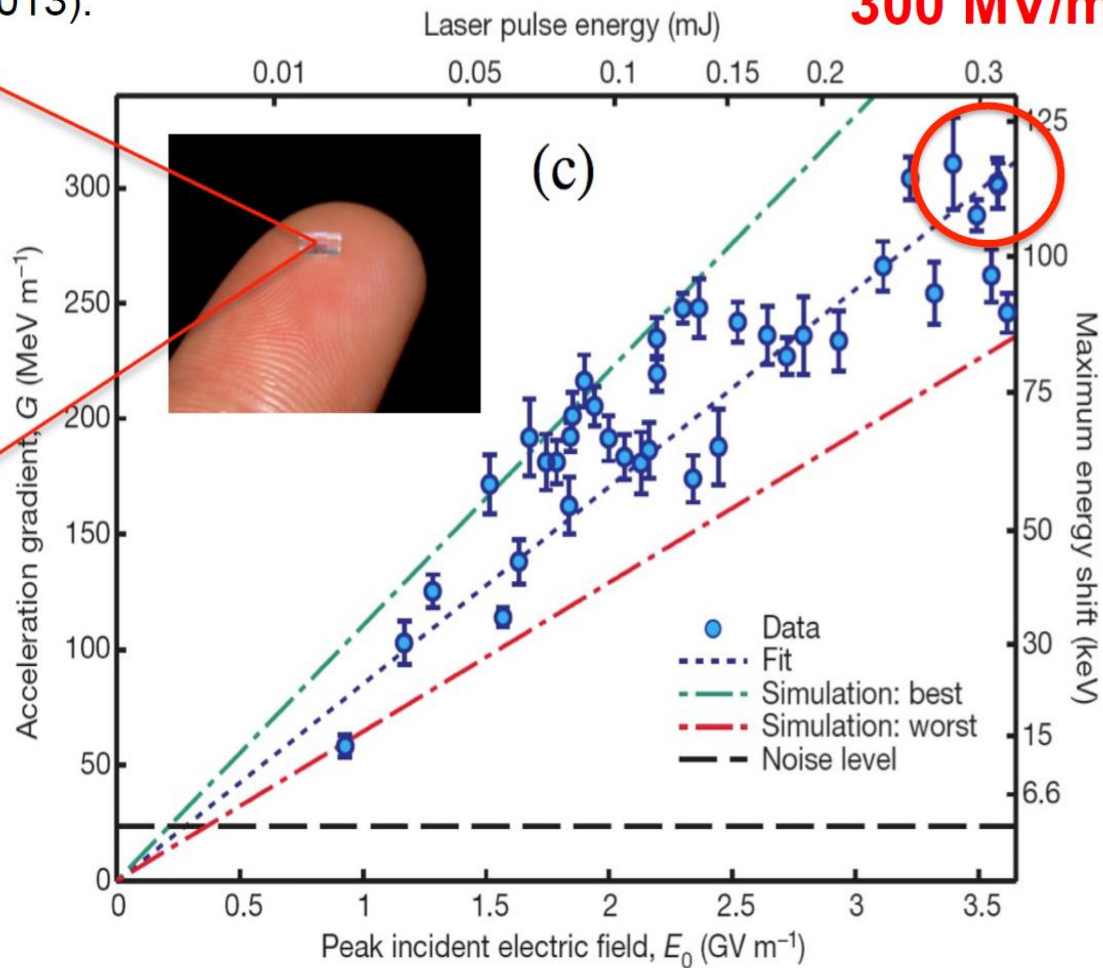 013).
300 MV/m
Laser pulse energy (mJ)
0.01 0.05 0.1 0.15 0.2 0.3
(c)
Acceleration gradient, G (MeV m⁻¹)
300
250
200
150
100
50
0
125
100
75
50
30
15
6.6
Maximum energy shift (keV)
Data
Fit
Simulation: best
Simulation: worst
Noise level
0 0.5 1 1.5 2 2.5 3 3.5
Peak incident electric field, E₀ (GV m⁻¹)